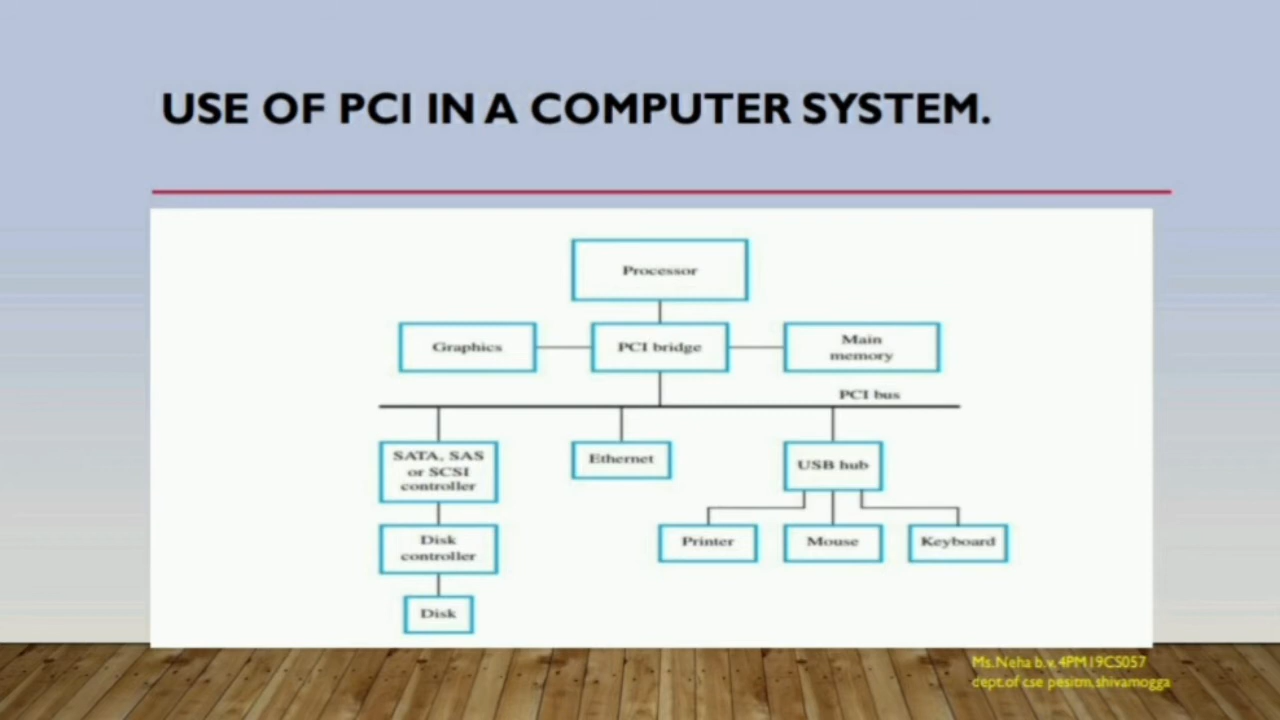 USE OF PCI IN A COMPUTER SYSTEM.
Processor
Graphics
PCI bridge
Main
memory
PCI bus
SATA, SAS
or SCSI
controller
Ethernet
USB hub
Disk
controller
Printer
Mouse
Keyboard
Disk
Ms.Neha b.v.4PM19CS057
dept.of cse pesitm,shivamogga